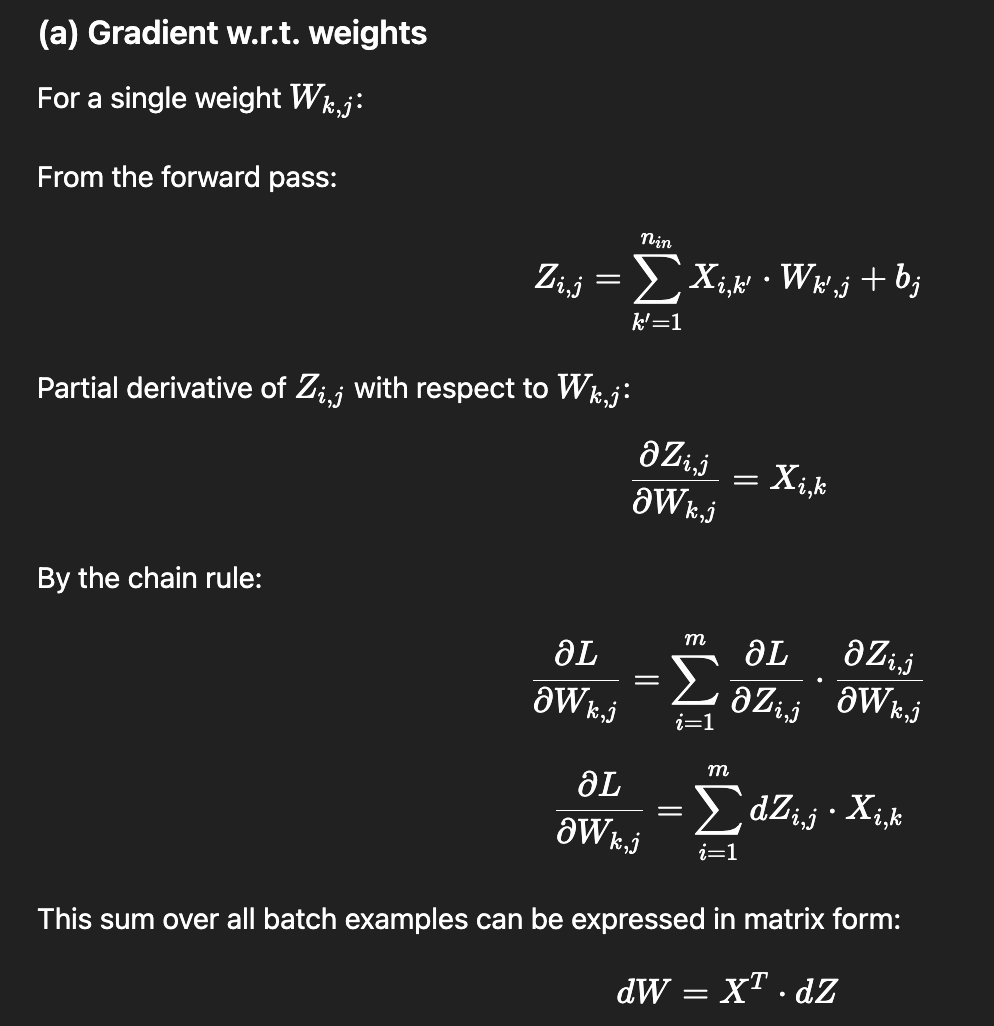 (a) Gradient w.r.t. weights
For a single weight $W_{k,j}$:
From the forward pass:
$Z_{i,j} = \sum_{k'=1}^{n_{in}} X_{i,k'} \cdot W_{k',j} + b_j$
Partial derivative of $Z_{i,j}$ with respect to $W_{k,j}$:
$\frac{\partial Z_{i,j}}{\partial W_{k,j}} = X_{i,k}$
By the chain rule:
$\frac{\partial L}{\partial W_{k,j}} = \sum_{i=1}^{m} \frac{\partial L}{\partial Z_{i,j}} \cdot \frac{\partial Z_{i,j}}{\partial W_{k,j}}$
$\frac{\partial L}{\partial W_{k,j}} = \sum_{i=1}^{m} dZ_{i,j} \cdot X_{i,k}$
This sum over all batch examples can be expressed in matrix form:
$dW = X^T \cdot dZ$